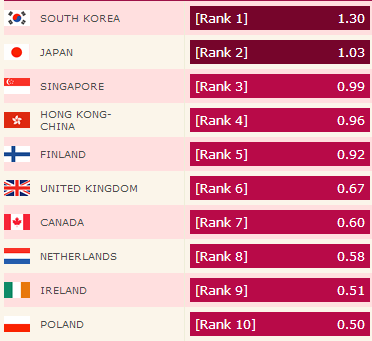 SOUTH KOREA [Rank 1] 1.30
JAPAN [Rank 2] 1.03
SINGAPORE [Rank 3] 0.99
HONG KONG-
CHINA [Rank 4] 0.96
FINLAND [Rank 5] 0.92
UNITED KINGDOM [Rank 6] 0.67
CANADA [Rank 7] 0.60
NETHERLANDS [Rank 8] 0.58
IRELAND [Rank 9] 0.51
POLAND [Rank 10] 0.50